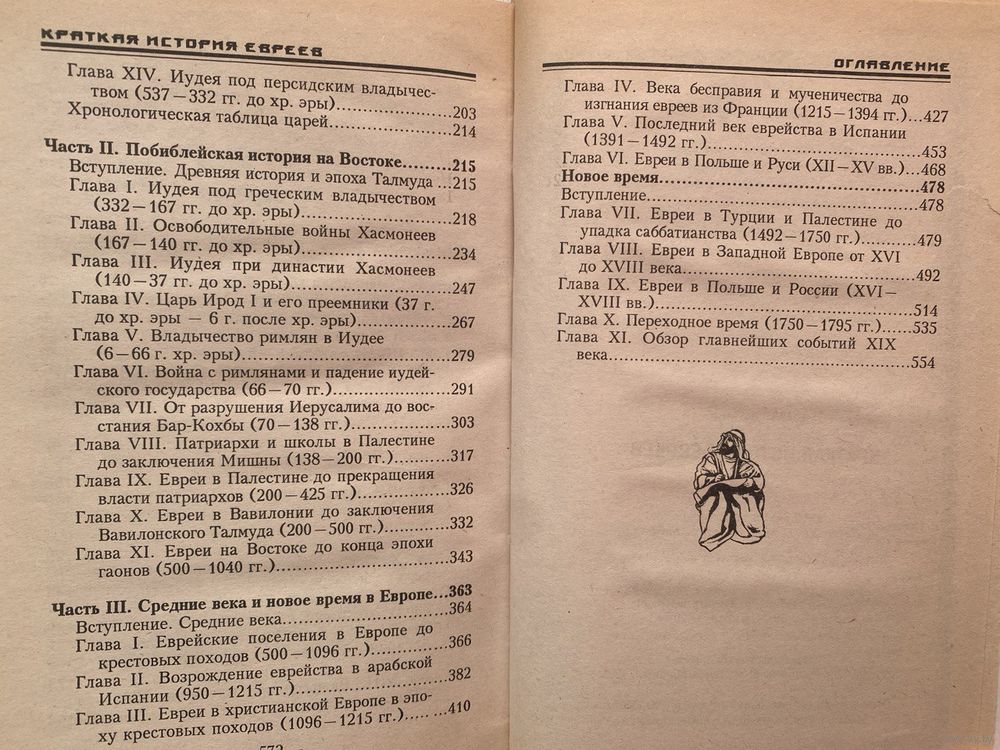 КРАТКАЯ ИСТОРИЯ ЕВРЕЕВ
Глава XIV. Иудея под персидским владычес-
твом (537—332 гг. до хр. эры)....................203
Хронологическая таблица царей....................214
Часть II. Побиблейская история на Востоке........215
Вступление. Древняя история и эпоха Талмуда ...215
Глава I. Иудея под греческим владычеством
(332—167 гг. до хр. эры)..........................218
Глава II. Освободительные войны Хасмонеев
(167—140 гг. до хр. эры)..........................234
Глава III. Иудея при династии Хасмонеев
(140—37 гг. до хр. эры)...........................247
Глава IV. Царь Ирод I и его преемники (37 г.
до хр. эры — 6 г. после хр. эры)................267
Глава V. Владычество римлян в Иудее
(6—66 г. хр. эры)..................................279
Глава VI. Война с римлянами и падение иудей-
ского государства (66—70 гг.)...................291
Глава VII. От разрушения Иерусалима до вос-
стания Бар-Кохбы (70—138 гг.)..................303
Глава VIII. Патриархи и школы в Палестине
до заключения Мишны (138—200 гг.)..........317
Глава IX. Евреи в Палестине до прекращения
власти патриархов (200—425 гг.)................326
Глава X. Евреи в Вавилонии до заключения
Вавилонского Талмуда (200—500 гг.)...........332
Глава XI. Евреи на Востоке до конца эпохи
гаонов (500—1040 гг.)............................343
Часть III. Средние века и новое время в Европе...363
Вступление. Средние века..........................364
Глава I. Еврейские поселения в Европе до
крестовых походов (500—1096 гг.)..............366
Глава II. Возрождение еврейства в арабской
Испании (950—1215 гг.)..........................382
Глава III. Евреи в христианской Европе в эпо-
ху крестовых походов (1096—1215 гг.)..... ...410
572
ОГЛАВЛЕНИЕ
Глава IV. Века бесправия и мученичества до
изгнания евреев из Франции (1215—1394 гг.)...427
Глава V. Последний век еврейства в Испании
(1391—1492 гг.)....................................453
Глава VI. Евреи в Польше и Руси (XII—XV вв.)...468
Новое время..........................................478
Вступление............................................478
Глава VII. Евреи в Турции и Палестине до
упадка саббатианства (1492—1750 гг.).........479
Глава VIII. Евреи в Западной Европе от XVI
до XVIII века.......................................492
Глава IX. Евреи в Польше и России (XVI—
XVIII вв.)...........................................514
Глава X. Переходное время (1750—1795 гг.)......535
Глава XI. Обзор главнейших событий XIX
века..................................................554